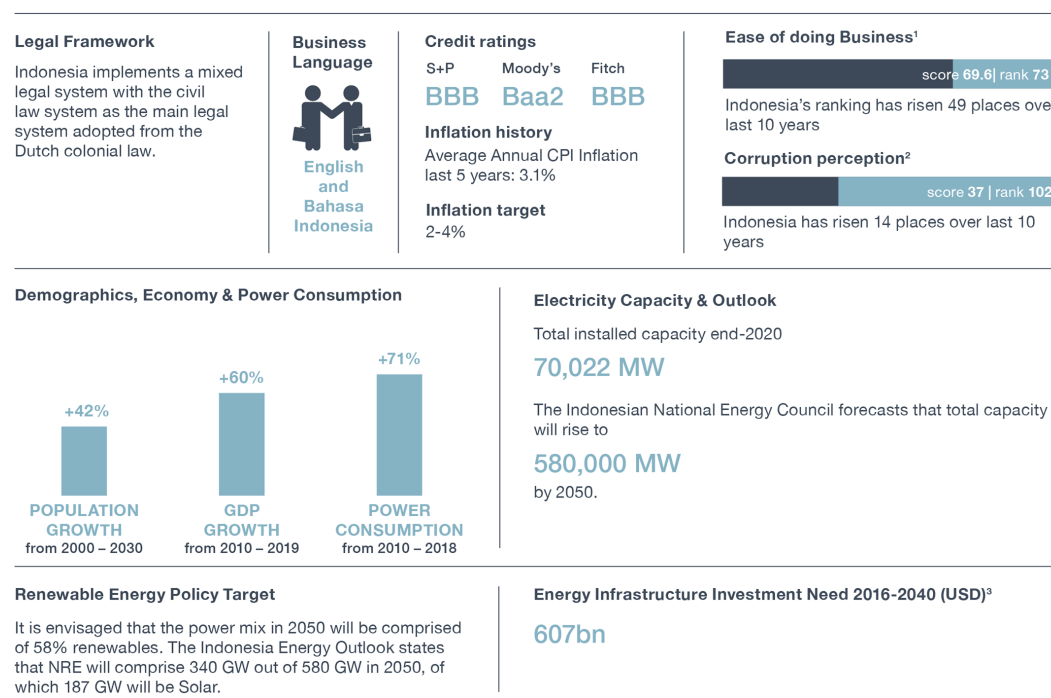 Legal Framework
Indonesia implements a mixed
legal system with the civil
law system as the main legal
system adopted from the
Dutch colonial law.
Business
Language
English
and
Bahasa
Indonesia
Credit ratings
S+P Moody's Fitch
BBB Baa2 BBB
Inflation history
Average Annual CPI Inflation
last 5 years: 3.1%
Inflation target
2-4%
Ease of doing Business¹
score 69.6| rank 73
Indonesia's ranking has risen 49 places
last 10 years
Corruption perception²
score 37 | rank 102
Indonesia has risen 14 places over last 10
years
Demographics, Economy & Power Consumption
+42%
POPULATION
GROWTH
from 2000 – 2030
+60%
GDP
GROWTH
from 2010 – 2019
+71%
POWER
CONSUMPTION
from 2010 – 2018
Electricity Capacity & Outlook
Total installed capacity end-2020
70,022 MW
The Indonesian National Energy Council forecasts that total capacity
will rise to
580,000 MW
by 2050.
Renewable Energy Policy Target
It is envisaged that the power mix in 2050 will be comprised
of 58% renewables. The Indonesia Energy Outlook states
that NRE will comprise 340 GW out of 580 GW in 2050, of
which 187 GW will be Solar.
Energy Infrastructure Investment Need 2016-2040 (USD)³
607bn